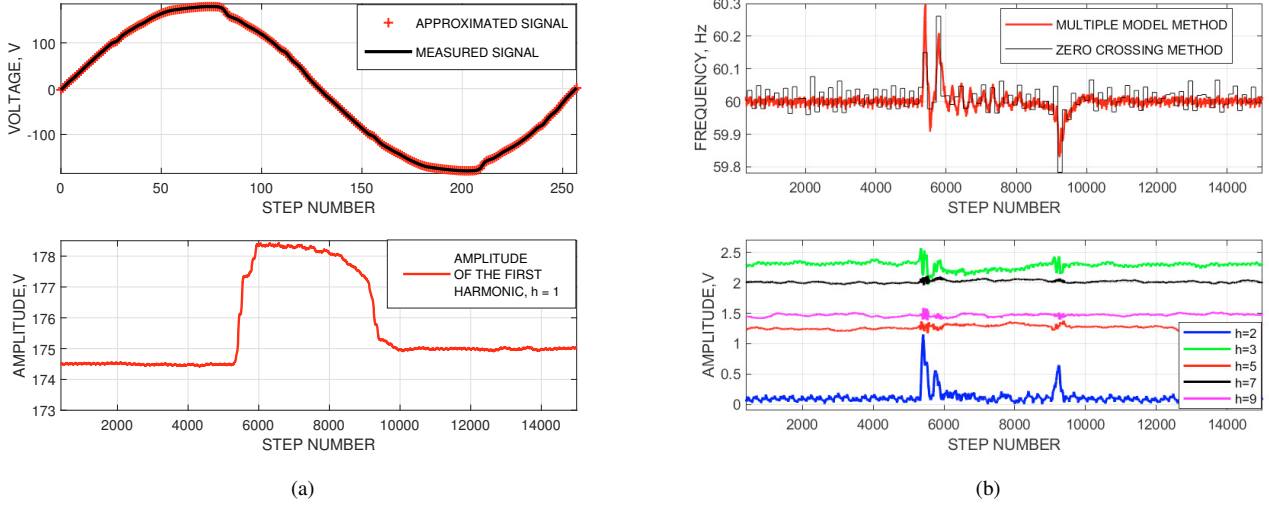 100
0
-100
VOLTAGE, V
APPROXIMATED SIGNAL
MEASURED SIGNAL
0
50
100
150
200
250
STEP NUMBER
178
177
176
175
174
173
AMPLITUDE,V
AMPLITUDE
OF THE FIRST
HARMONIC, h = 1
2000
4000
6000
8000
10000
12000
14000
STEP NUMBER
(a)
60.3
60.2
60.1
60
59.9
59.8
FREQUENCY, Hz
MULTIPLE MODEL METHOD
ZERO CROSSING METHOD
2000
4000
6000
8000
10000
12000
14000
STEP NUMBER
2.5
2
1.5
1
0.5
0
AMPLITUDE,V
h=2
h=3
h=5
h=7
h=9
2000
4000
6000
8000
10000
12000
14000
STEP NUMBER
(b)